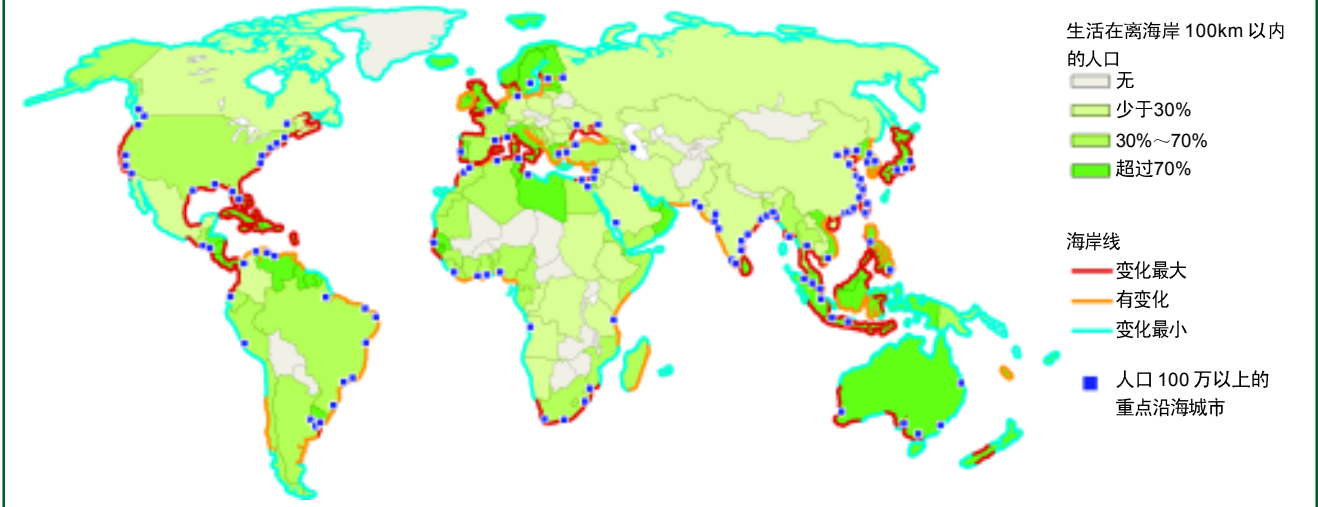 生活在离海岸 100km 以内
的人口
无
少于30%
30%～70%
超过70%
海岸线
变化最大
有变化
变化最小
人口 100 万以上的
重点沿海城市